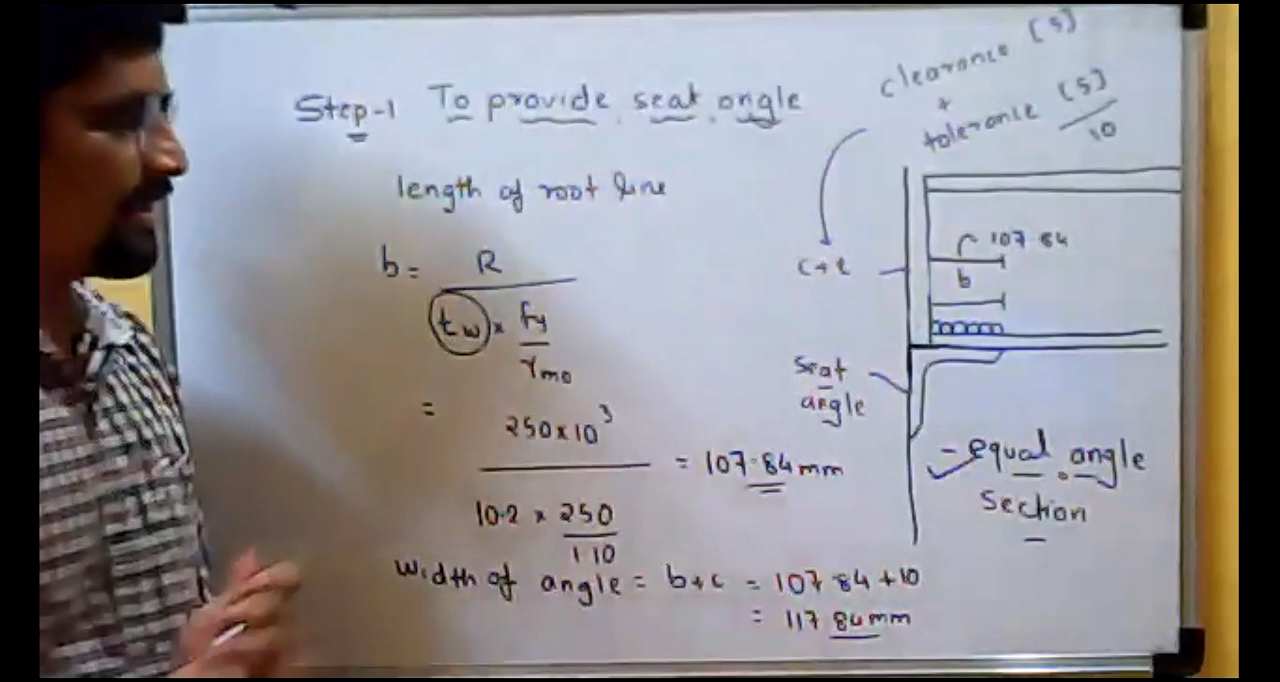 Step-1 To provide seat angle
length of root line
b = R
tw × fy
γmo
= 250×10³
10.2 × 250
1.10
= 107.84mm
Width of angle = b+c = 107.84+10
= 117.84mm
clearance (5)
+
tolerance (5)
10
c+t
107.84
b
Seat
angle
- equal angle
section